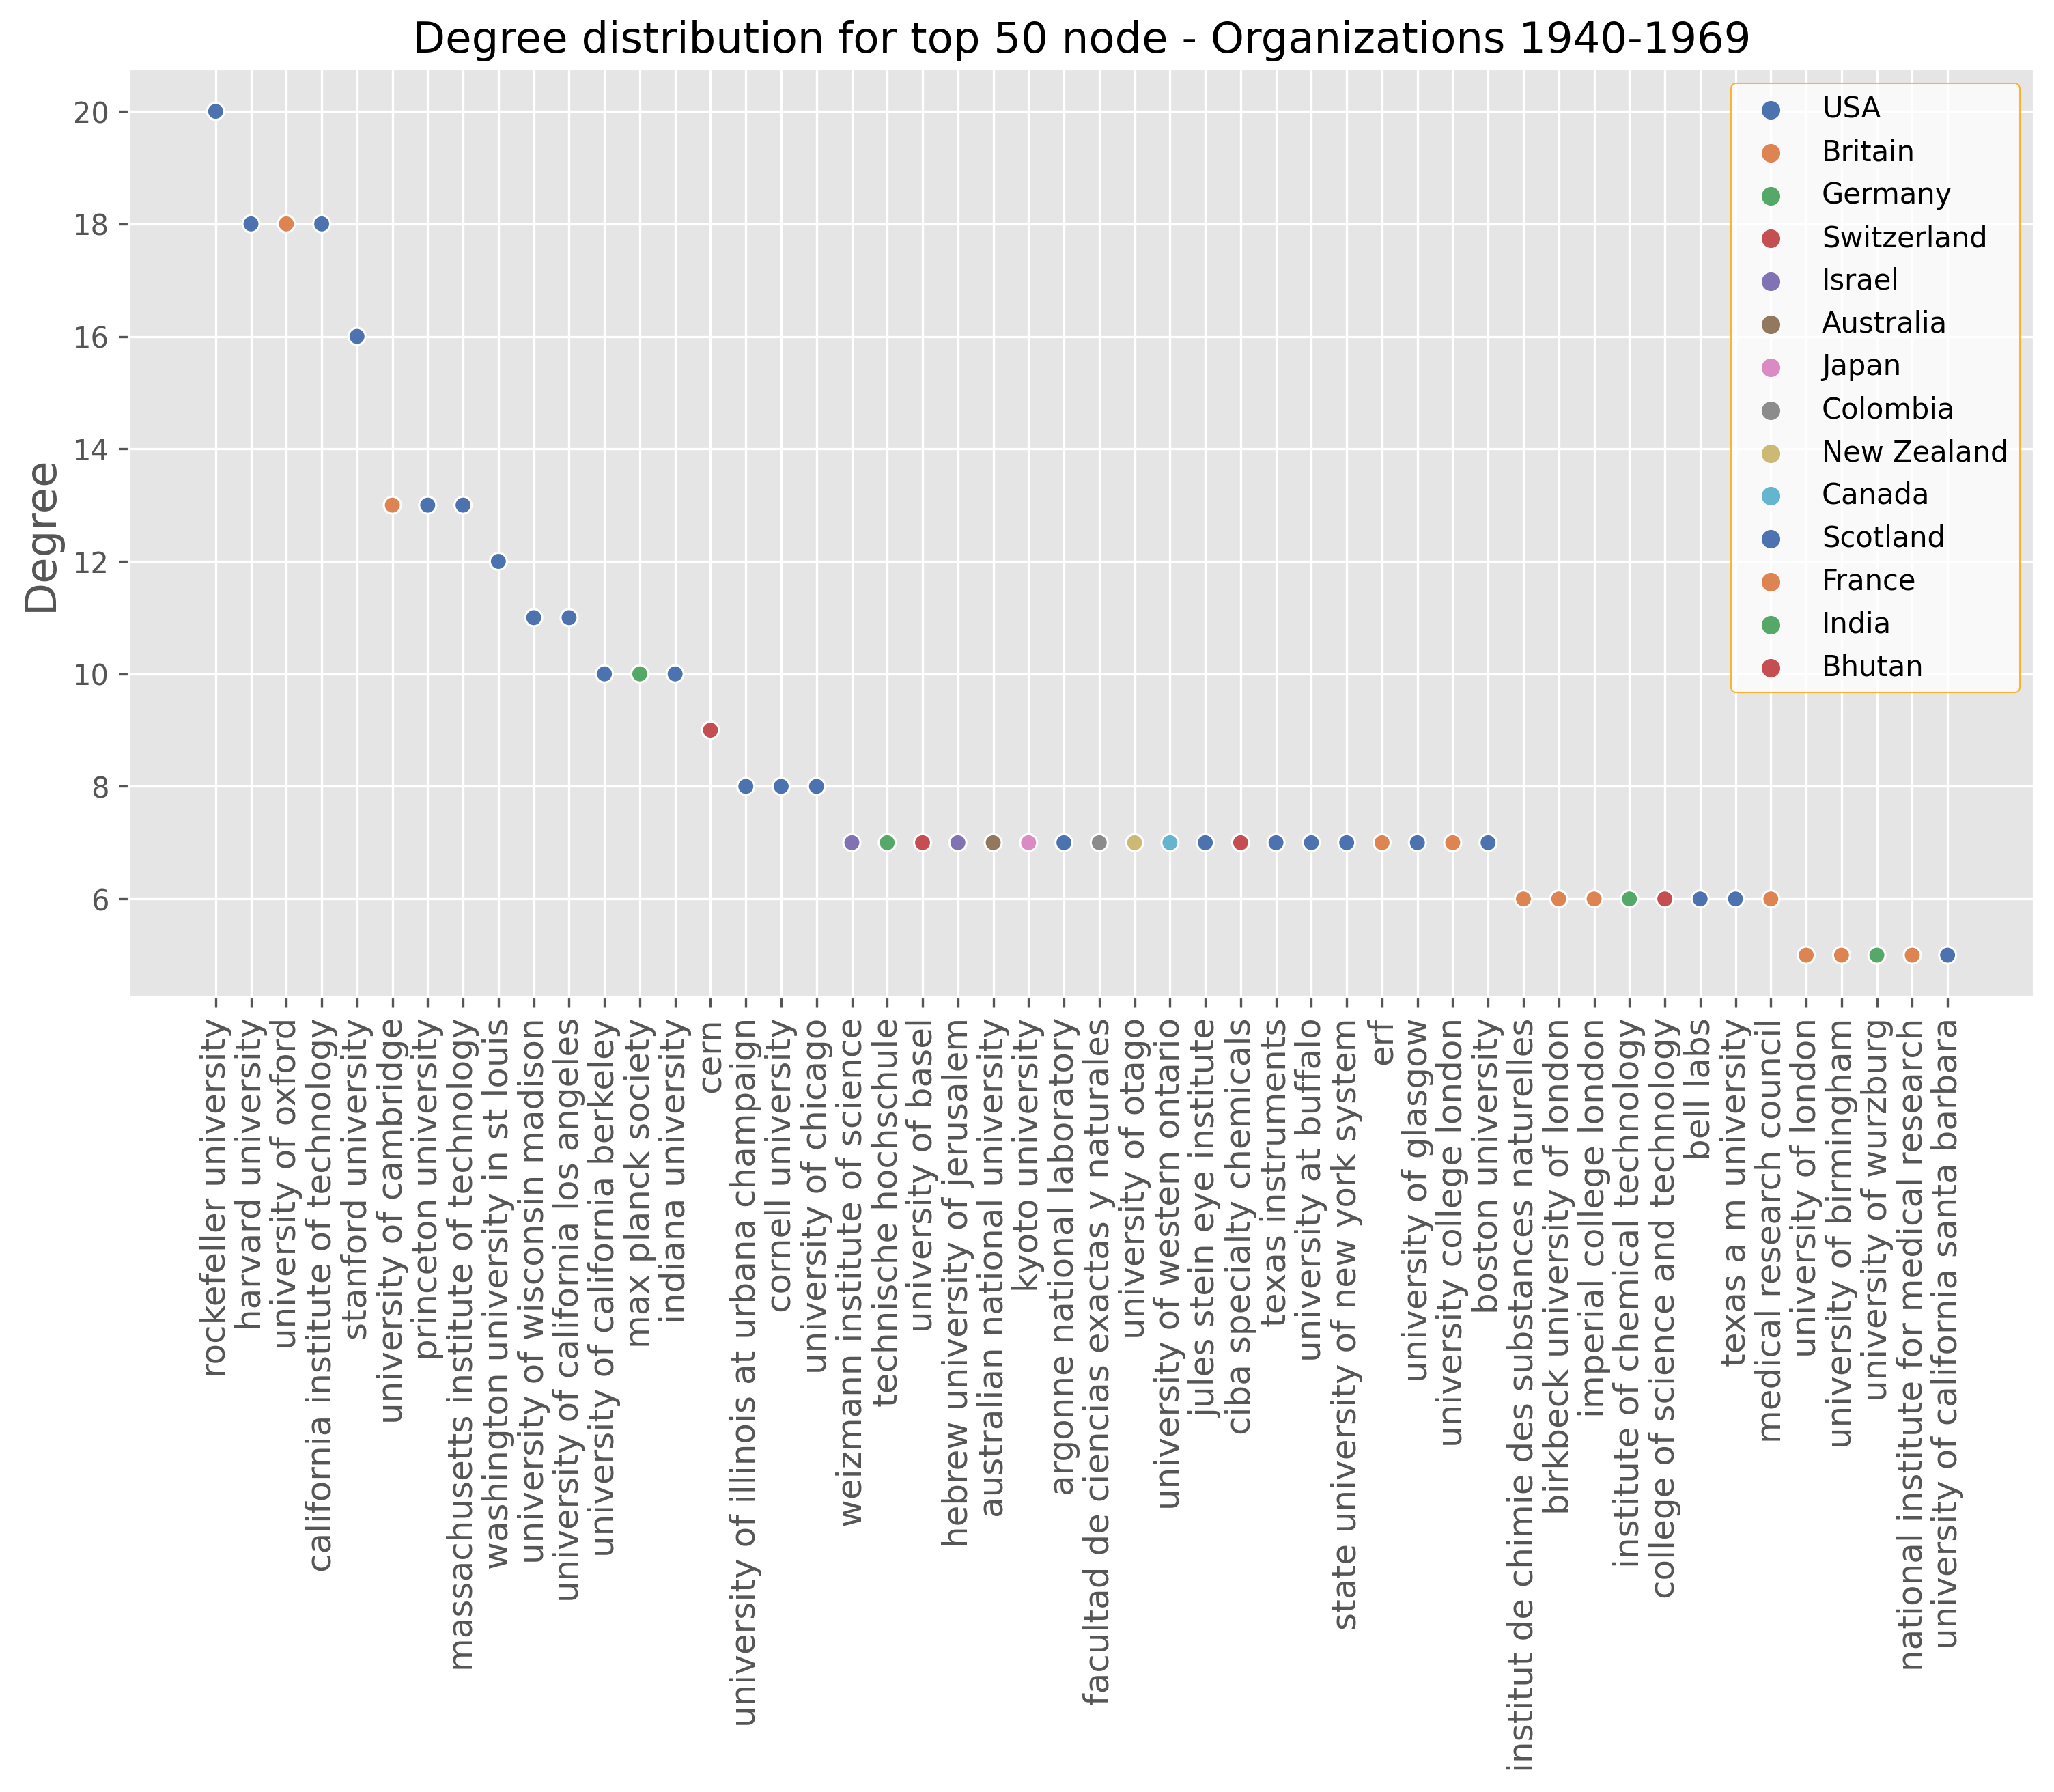 Degree distribution for top 50 node - Organizations 1940-1969
Degree
20
18
16
14
12
10
8
6
USA
Britain
Germany
Switzerland
Israel
Australia
Japan
Colombia
New Zealand
Canada
Scotland
France
India
Bhutan
rockefeller university
harvard university
university of oxford
california institute of technology
stanford university
university of cambridge
princeton university
massachusetts institute of technology
washington university in st louis
university of wisconsin madison
university of california los angeles
university of california berkeley
max planck society
indiana university
cern
university of illinois at urbana champaign
cornell university
university of chicago
weizmann institute of science
technische hochschule
university of basel
hebrew university of jerusalem
australian national university
kyoto university
argonne national laboratory
facultad de ciencias exactas y naturales
university of otago
university of western ontario
jules stein eye institute
ciba specialty chemicals
texas instruments
university at buffalo
state university of new york system
erf
university of glasgow
university college london
boston university
institut de chimie des substances naturelles
birkbeck university of london
imperial college london
institute of chemical technology
college of science and technology
bell labs
texas a m university
medical research council
university of london
university of birmingham
university of wurzburg
national institute for medical research
university of california santa barbara